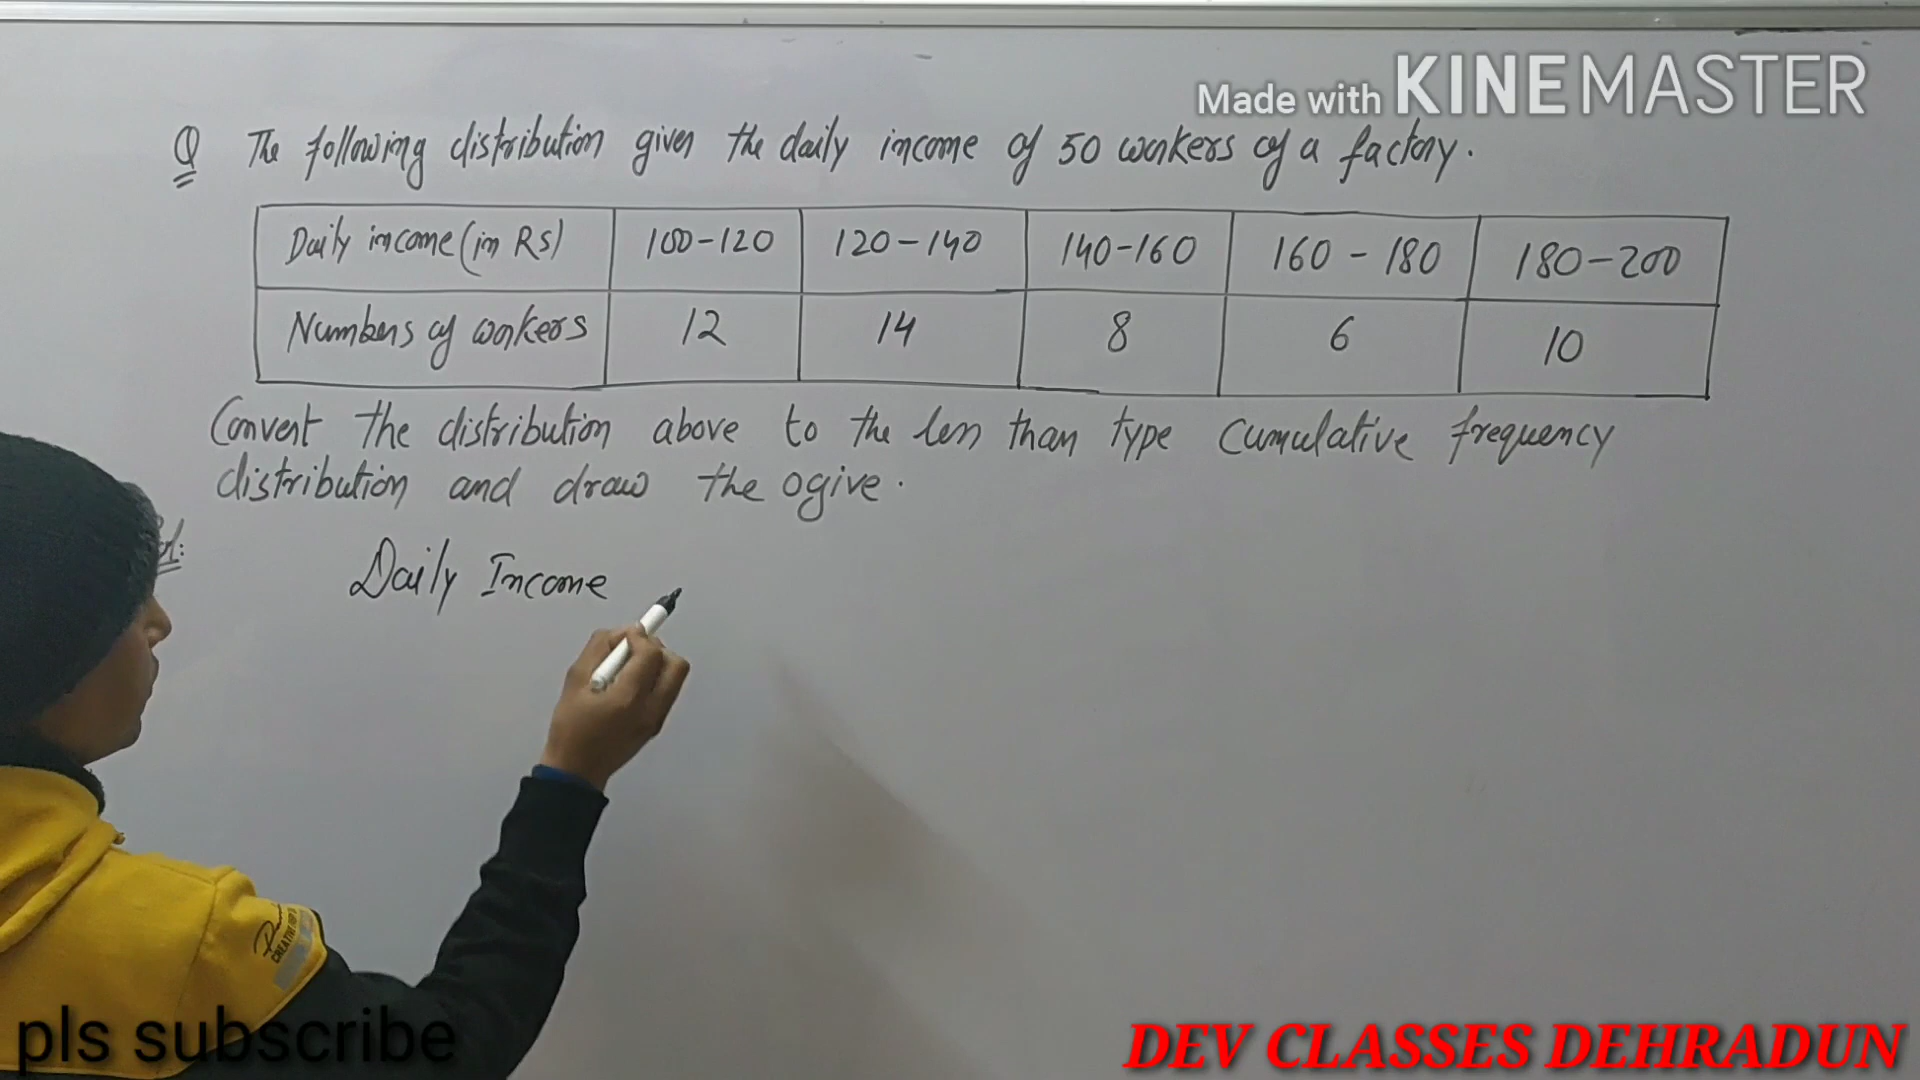 Made with KINEMASTER
Q The following distribution given the daily income of 50 workers of a factory.
Daily income (in Rs) 100-120 120-140 140-160 160-180 180-200
Numbers of workers 12 14 8 6 10
Convert the distribution above to the less than type cumulative frequency
distribution and draw the ogive.
Daily Income
CREATIVE
pls subscribe
DEV CLASSES DEHRADUN